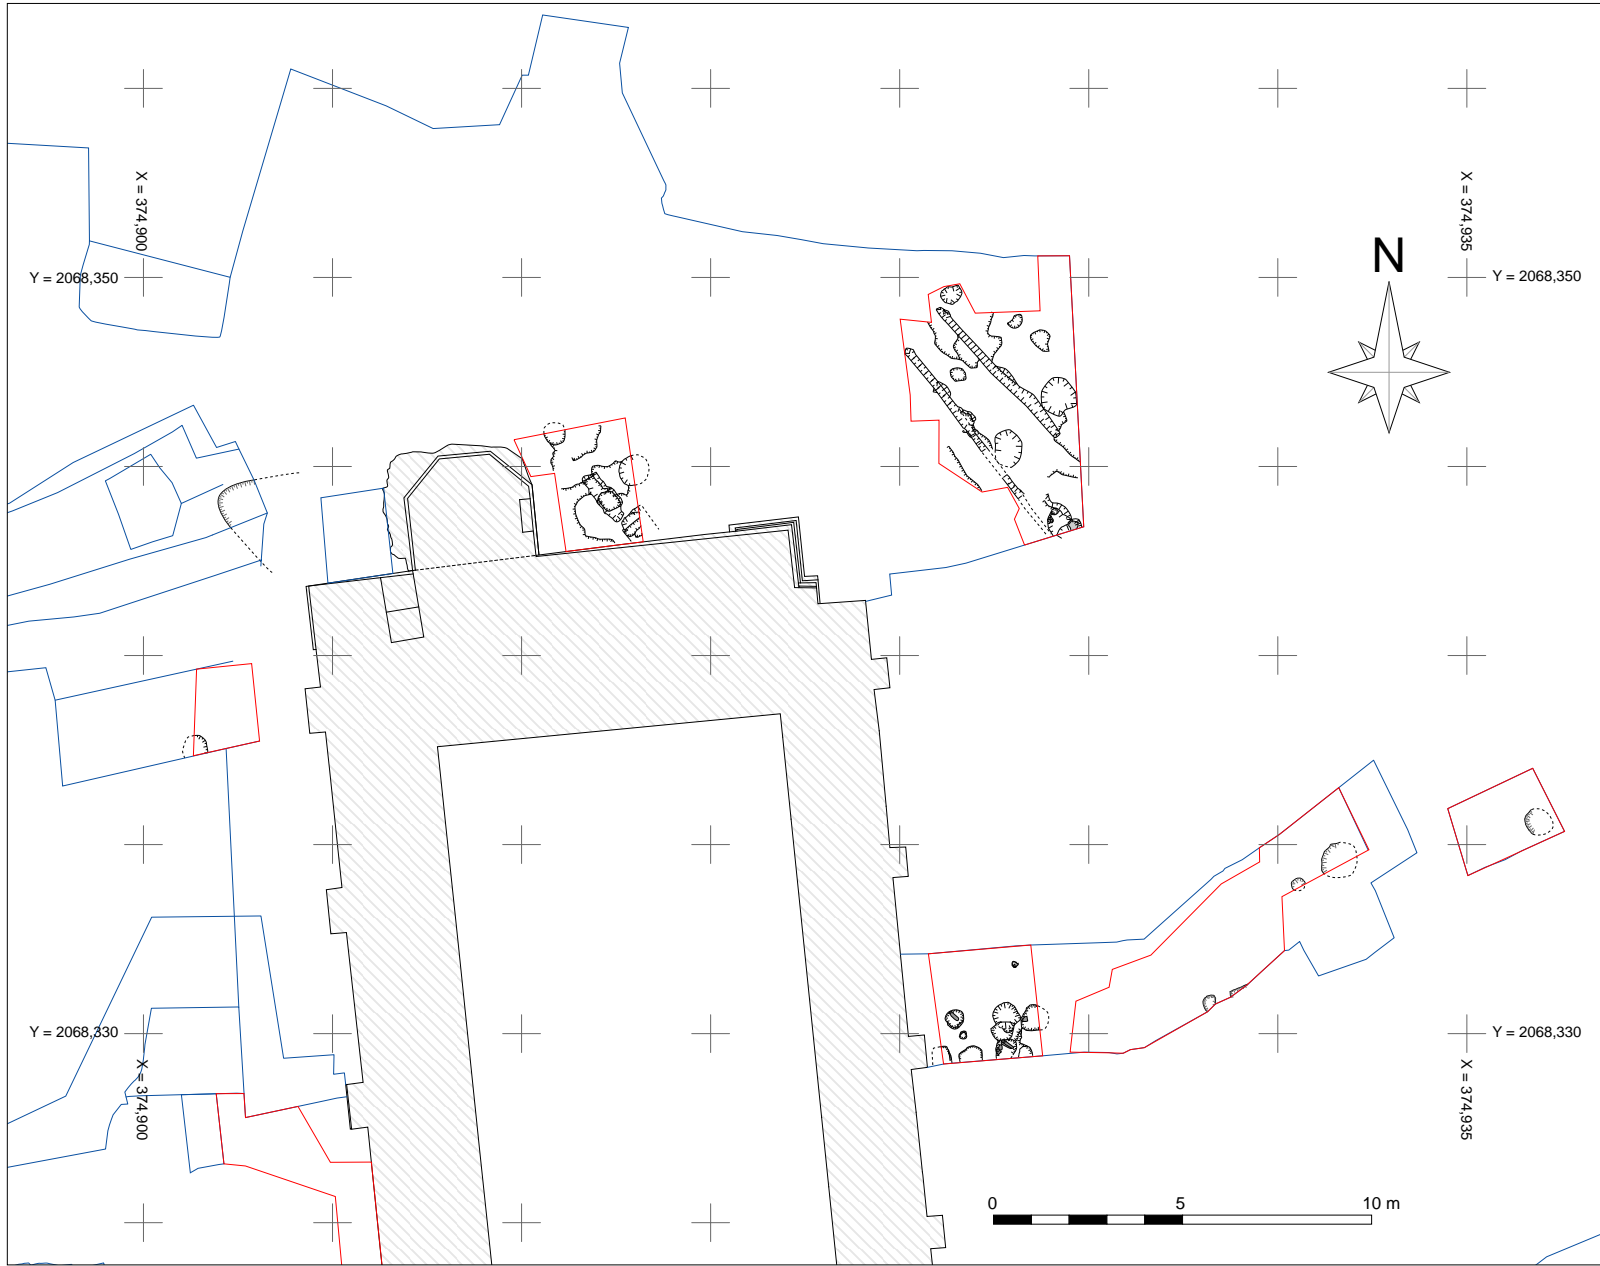 X = 374,900
X = 374,935
N
Y = 2068,350
Y = 2068,350
Y = 2068,330
Y = 2068,330
X = 374,900
X = 374,935
0 5 10 m